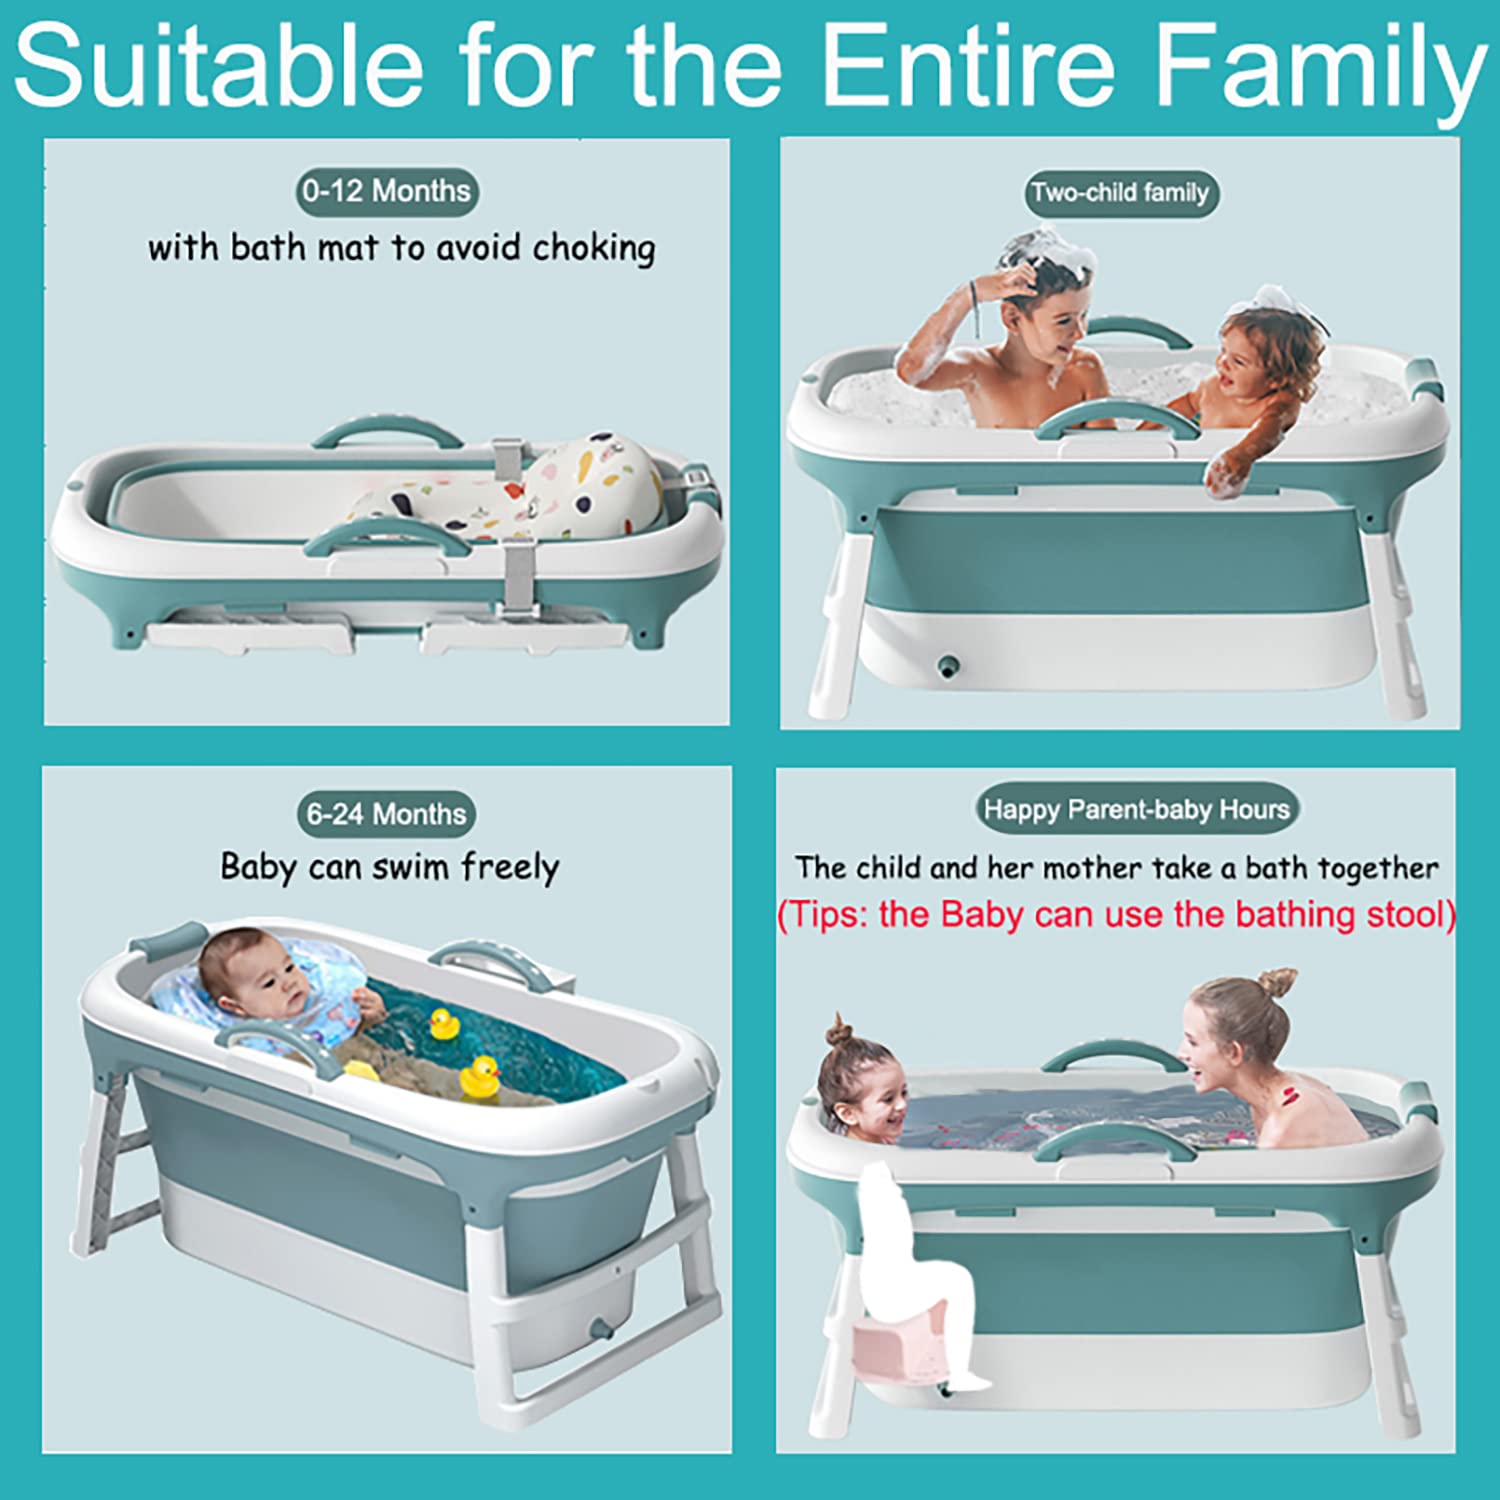 Suitable for the Entire Family
0-12 Months
with bath mat to avoid choking
Two-child family
6-24 Months
Baby can swim freely
Happy Parent-baby Hours
The child and her mother take a bath together
(Tips: the Baby can use the bathing stool)